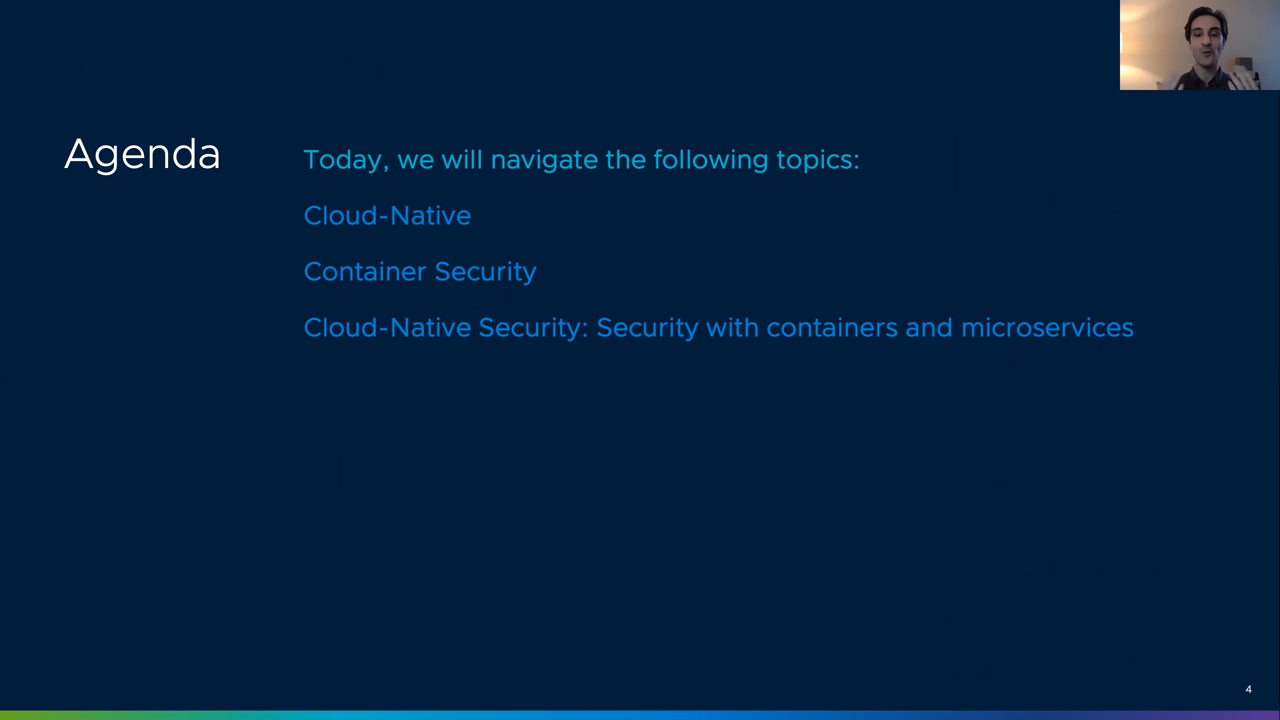 Agenda
Today, we will navigate the following topics:
Cloud-Native
Container Security
Cloud-Native Security: Security with containers and microservices
4